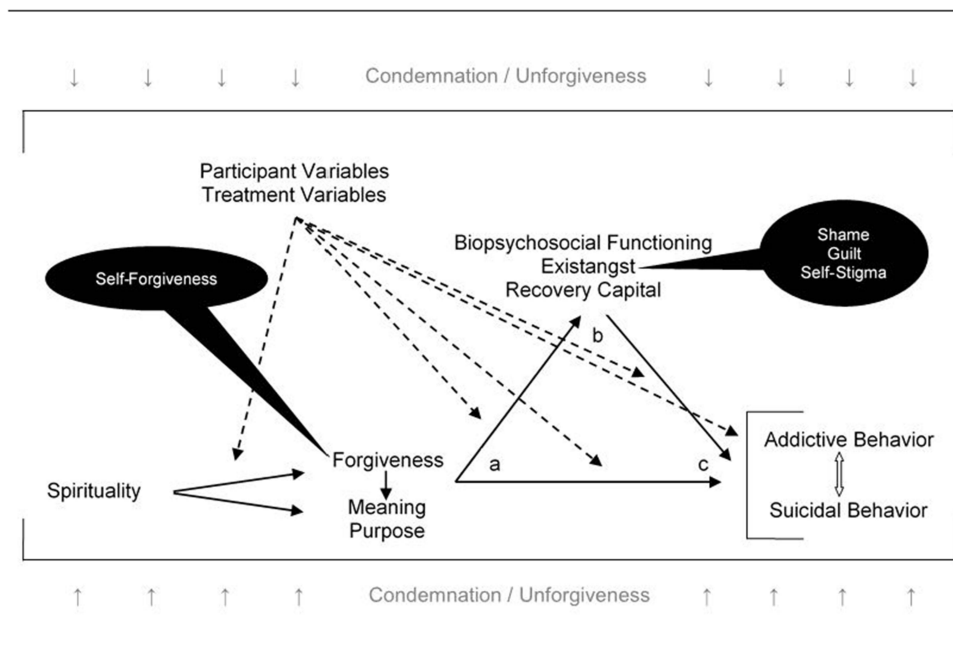 Condemnation / Unforgiveness
Participant Variables
Treatment Variables
Biopsychosocial Functioning
Existangst
Recovery Capital
Shame
Guilt
Self-Stigma
Self-Forgiveness
b
Forgiveness
a
c
Addictive Behavior
Spirituality
Meaning
Purpose
Suicidal Behavior
Condemnation / Unforgiveness